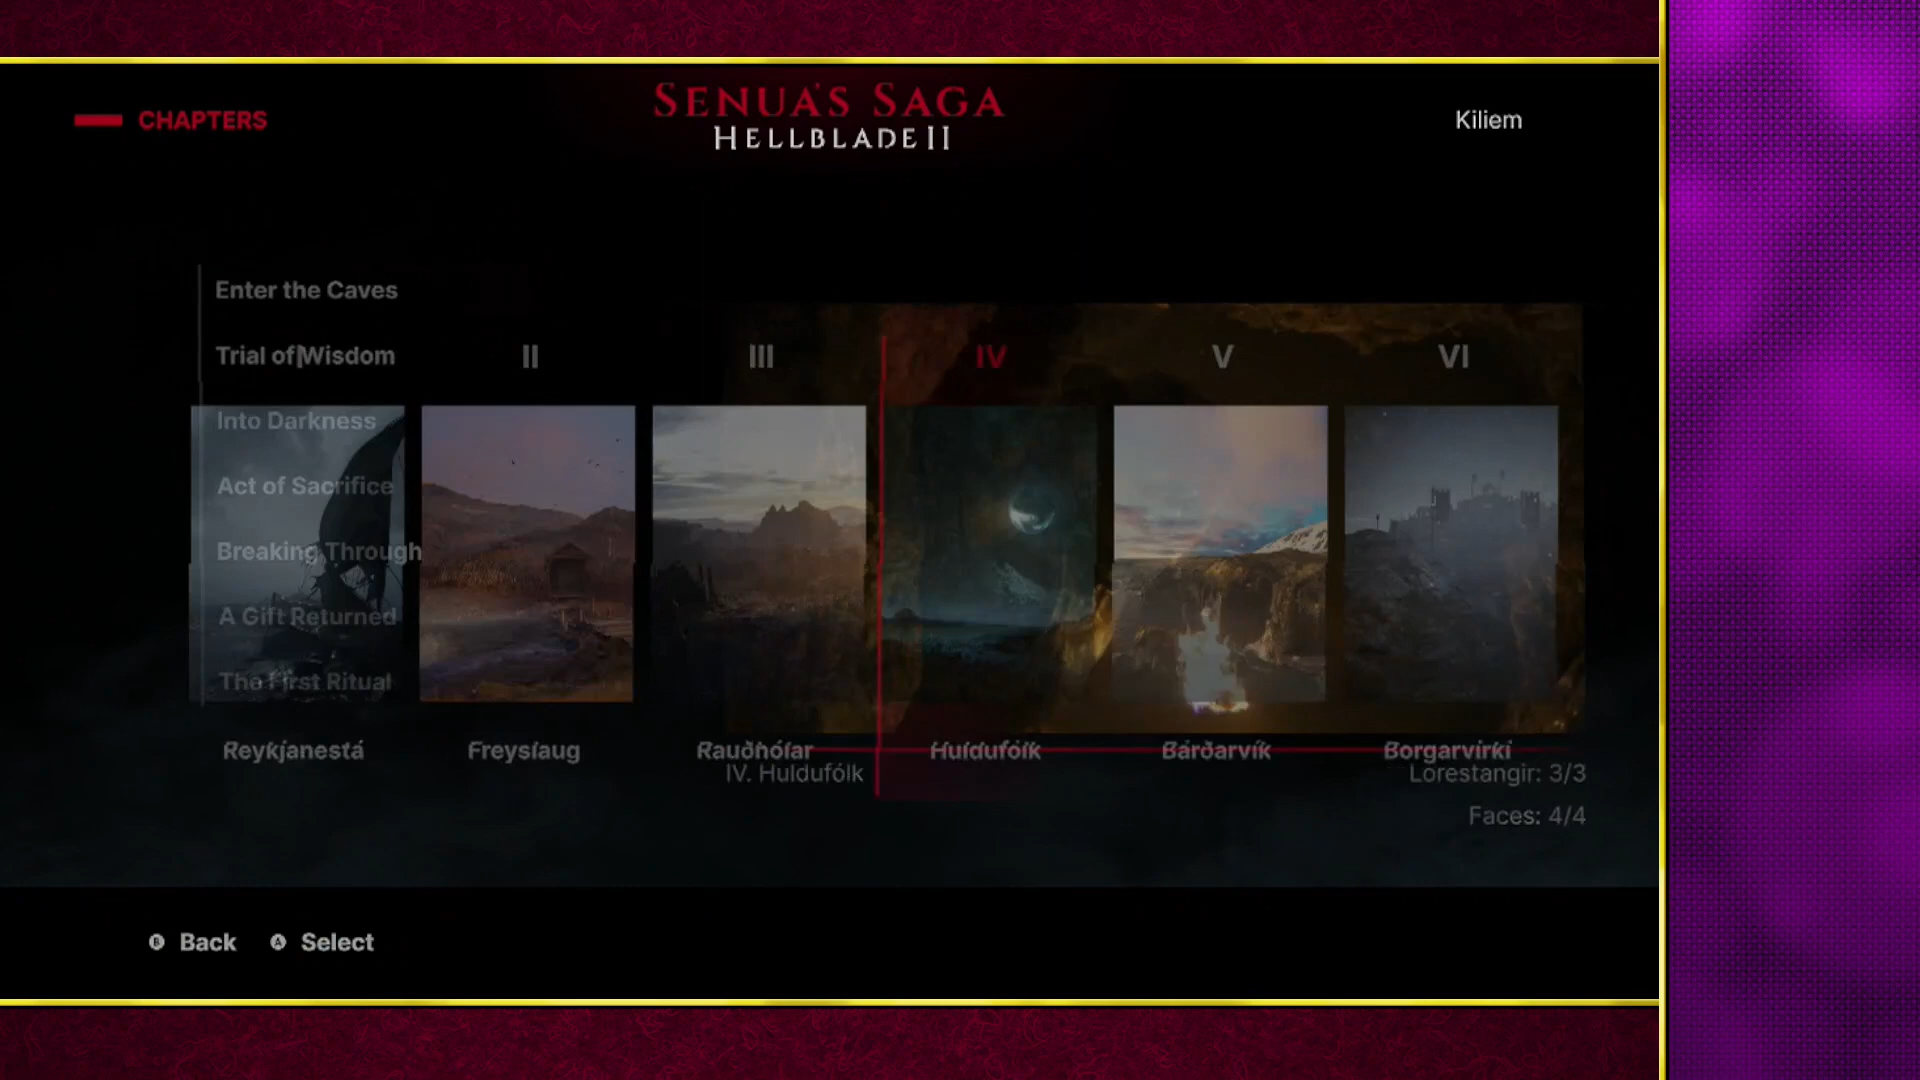 CHAPTERS
SENUA'S SAGA
HELLBLADE II
Kiliem
Enter the Caves
Trial of Wisdom
II
III
IV
V
VI
Into Darkness
Act of Sacrifice
Breaking Through
A Gift Returned
The First Ritual
Reykjanestá
Freyslaug
Rauðhólar
Huldufólk
Bárðarvík
Borgarvirki
IV. Huldufólk
Lorestangir: 3/3
Faces: 4/4
B Back
A Select